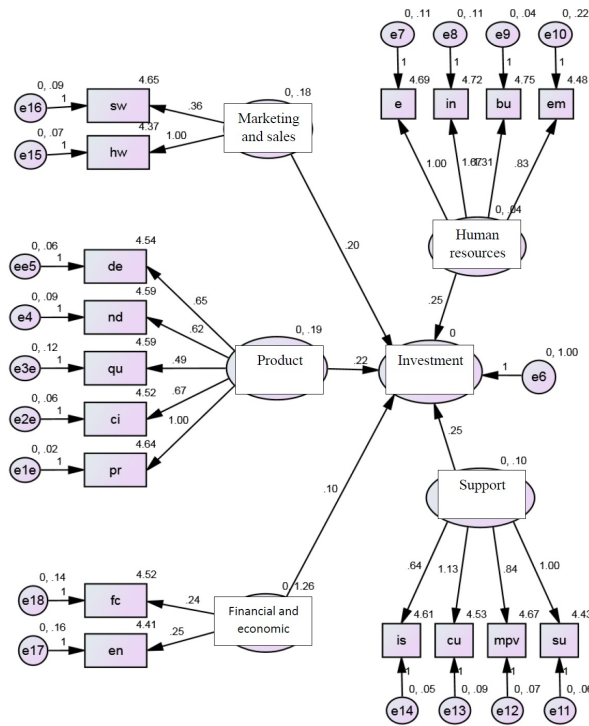 0, .11
0, .11
0, .04
0, .22
e7
e8
e9
e10
1
1
1
1
4.69
4.72
4.75
4.48
e
in
bu
em
1.00
.83
0, .04
Human
resources
.25
0, .09
4.65
e16
1
sw
.36
0, .18
Marketing
and sales
0, .07
4.37
e15
1
hw
1.00
.20
0, .06
4.54
ee5
1
de
.65
0, .09
4.59
e4
1
nd
.62
0, .12
4.59
e3e
1
qu
.49
0, .19
Product
.22
0
Investment
1
0, 1.00
e6
0, .06
4.52
e2e
1
ci
.67
0, .02
4.64
e1e
1
pr
1.00
.25
0, .10
Support
.10
0, 1.26
Financial and
economic
0, .14
4.52
e18
1
fc
.24
0, .16
4.41
e17
1
en
.25
.64
1.13
.84
1.00
4.61
4.53
4.67
4.43
is
cu
mpv
su
1
1
1
1
0, .05
0, .09
0, .07
e14
e13
e12
e11